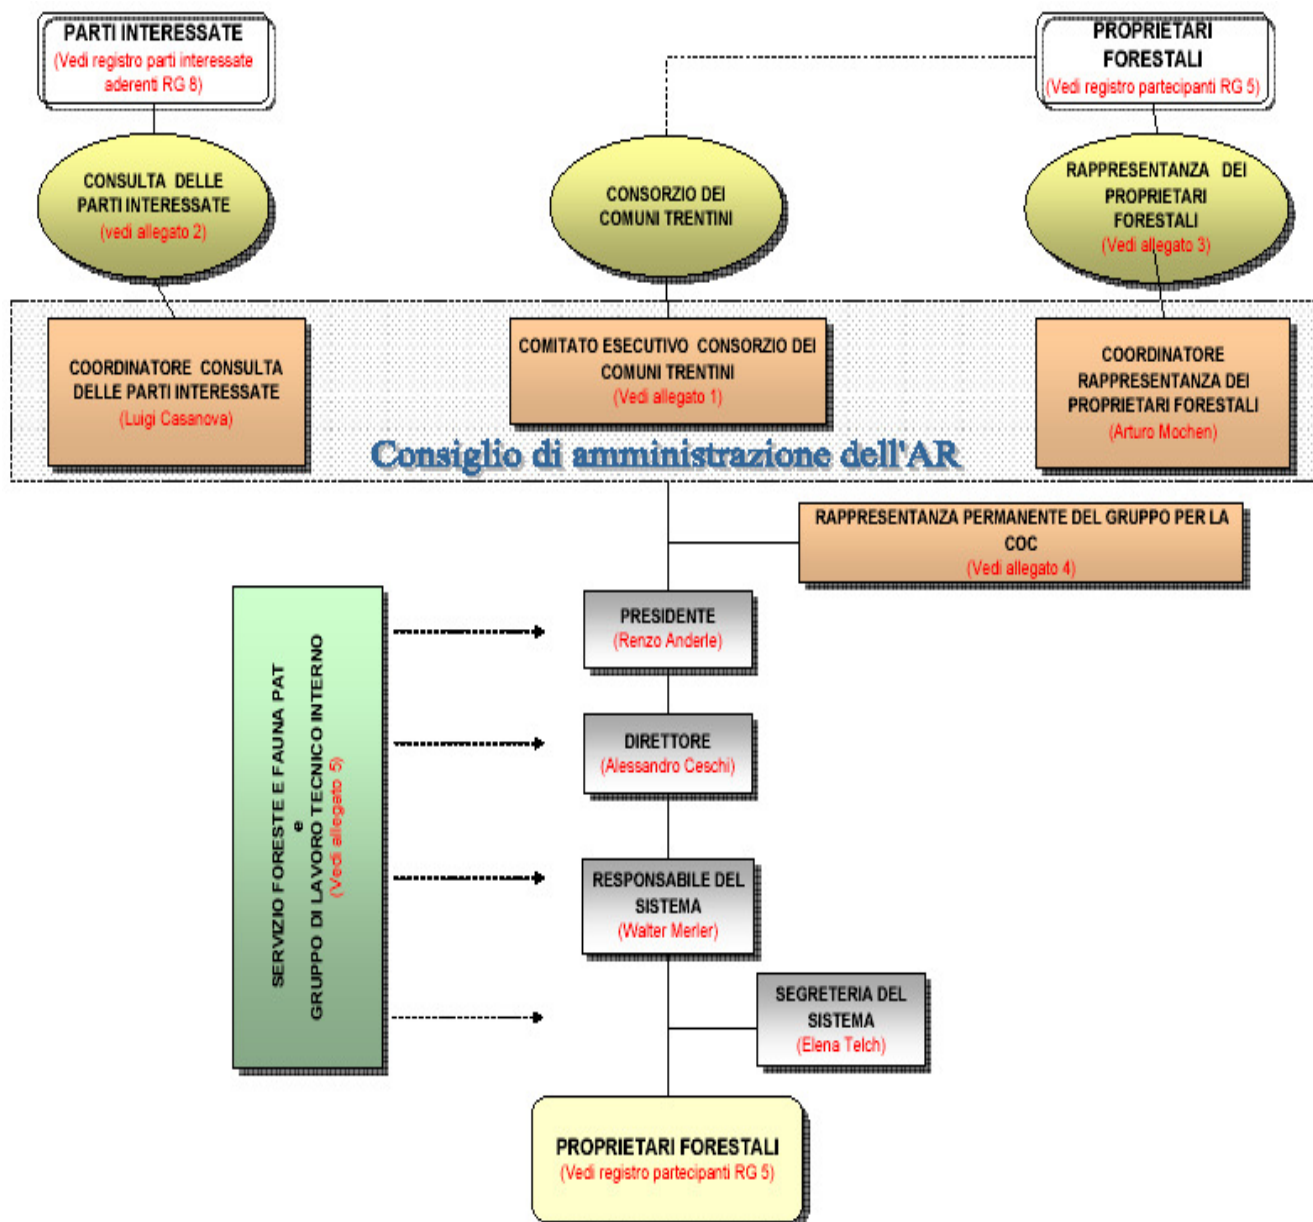 PARTI INTERESSATE
(Vedi registro parti interessate
aderenti RG 8)
PROPRIETARI
FORESTALI
(Vedi registro partecipanti RG 5)
CONSULTA DELLE
PARTI INTERESSATE
(vedi allegato 2)
CONSORZIO DEI
COMUNI TRENTINI
RAPPRESENTANZA DEI
PROPRIETARI
FORESTALI
(Vedi allegato 3)
COORDINATORE CONSULTA
DELLE PARTI INTERESSATE
(Luigi Casanova)
COMITATO ESECUTIVO CONSORZIO DEI
COMUNI TRENTINI
(Vedi allegato 1)
COORDINATORE
RAPPRESENTANZA DEI
PROPRIETARI FORESTALI
(Arturo Mochen)
Consiglio di amministrazione dell'AR
RAPPRESENTANZA PERMANENTE DEL GRUPPO PER LA
COC
(Vedi allegato 4)
SERVIZIO FORESTE E FAUNA PAT
e
GRUPPO DI LAVORO TECNICO INTERNO
(Vedi allegato 5)
PRESIDENTE
(Renzo Anderle)
DIRETTORE
(Alessandro Ceschi)
RESPONSABILE DEL
SISTEMA
(Walter Merler)
SEGRETERIA DEL
SISTEMA
(Elena Telch)
PROPRIETARI FORESTALI
(Vedi registro partecipanti RG 5)